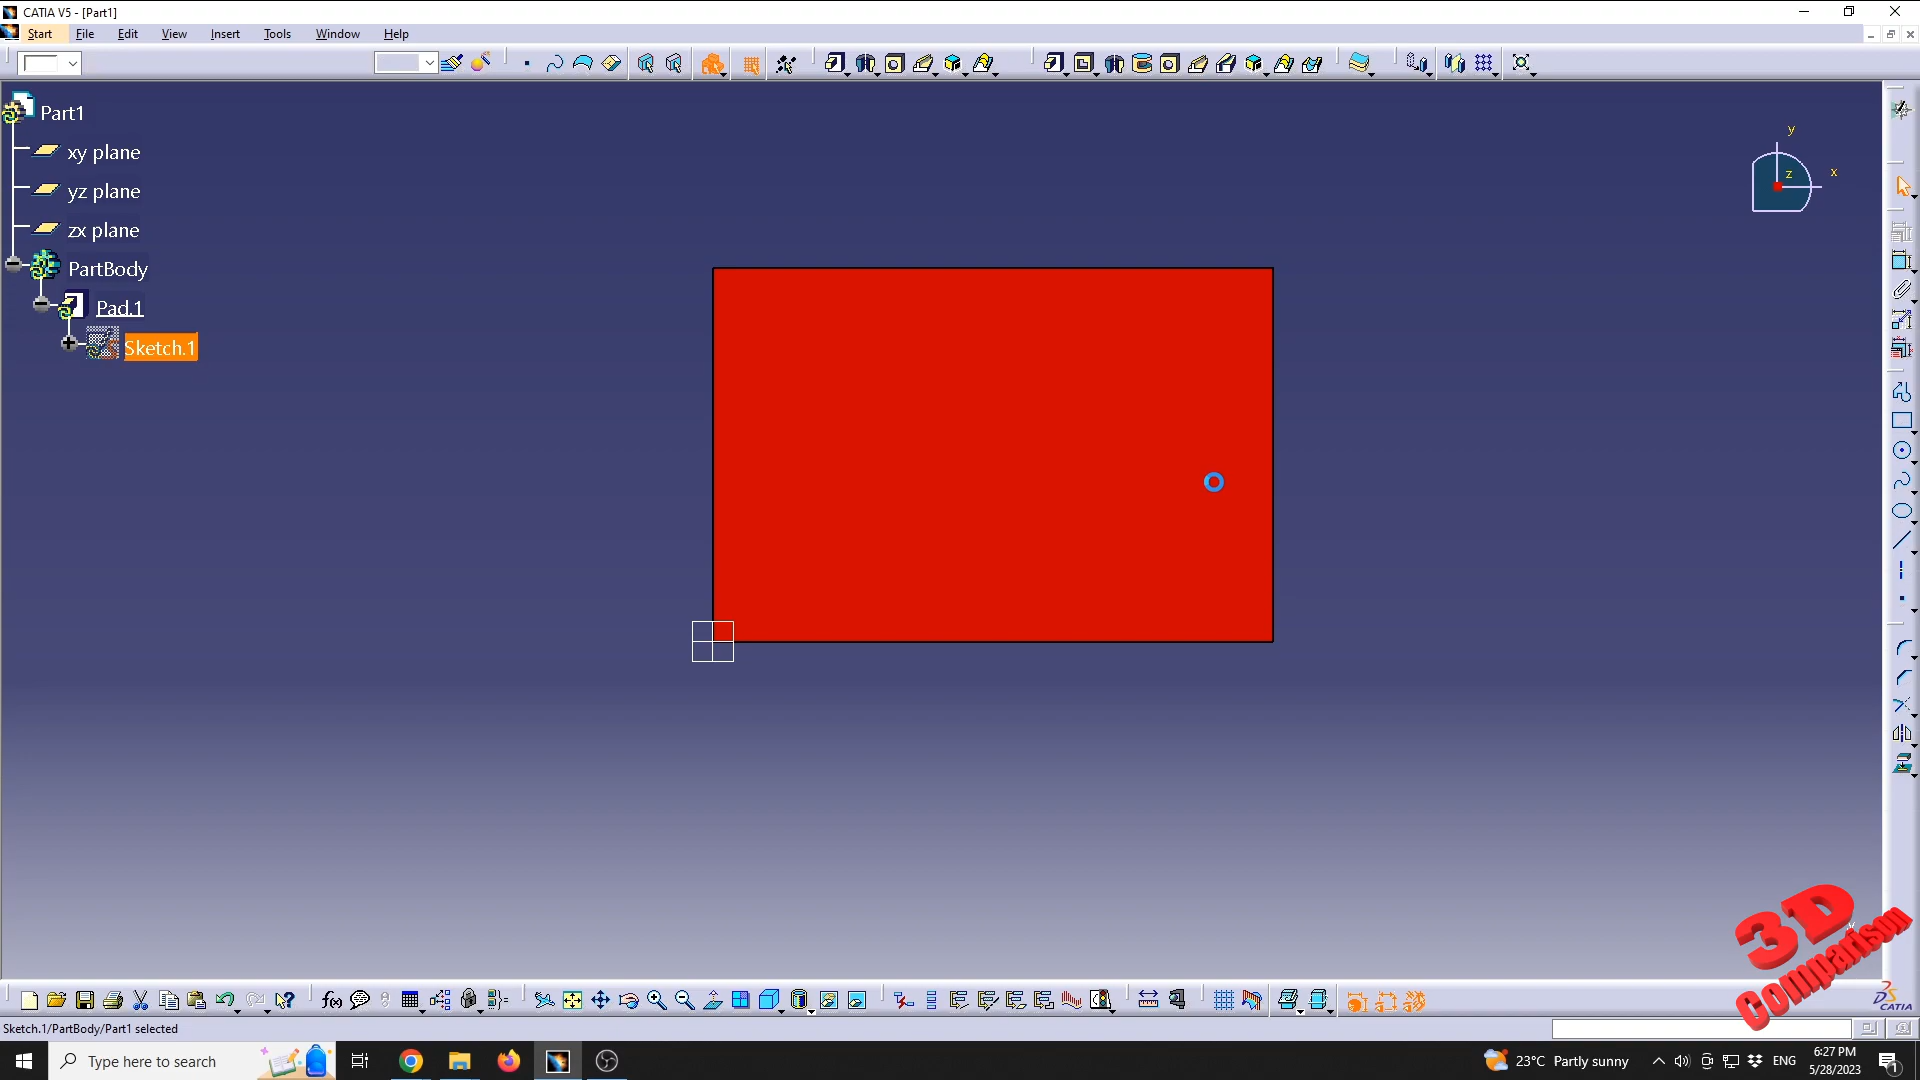 CATIA V5 - [Part1]
Start File Edit View Insert Tools Window Help
Part1
xy plane
yz plane
zx plane
PartBody
Pad.1
Sketch.1
y
x
z
3D
Comparison
CATIA
Sketch.1/PartBody/Part1 selected
Type here to search
23°C Partly sunny
ENG
6:27 PM
5/28/2023
1